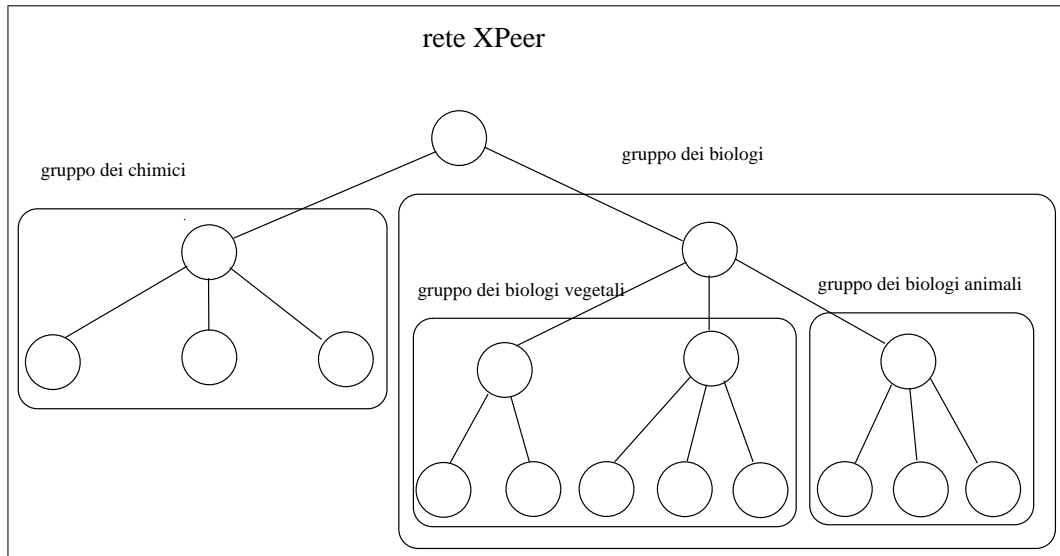 rete XPeer
gruppo dei biologi
gruppo dei chimici
gruppo dei biologi vegetali
gruppo dei biologi animali